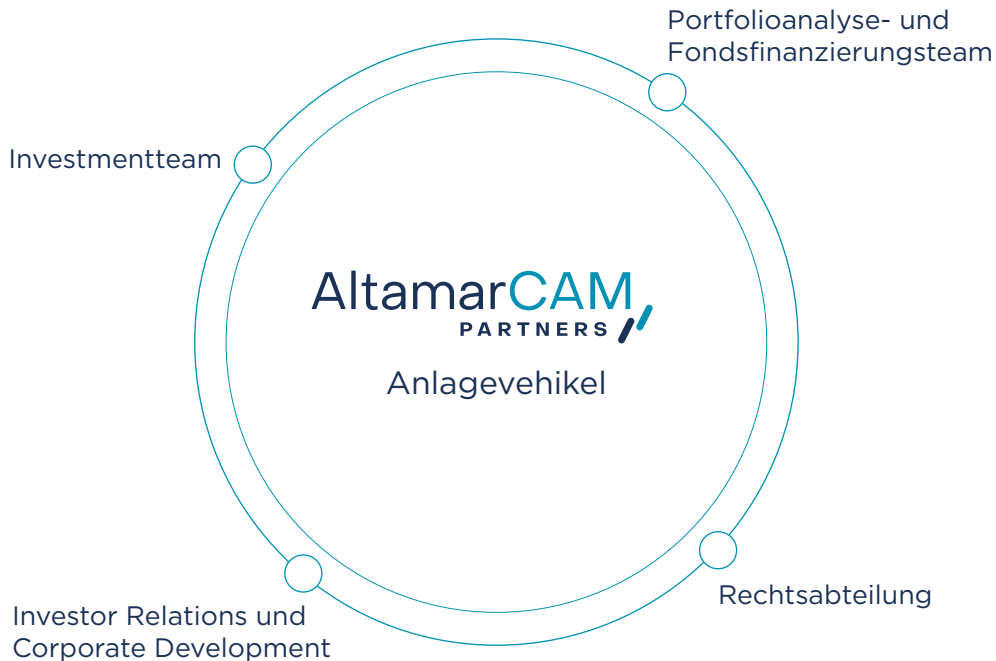 Portfolioanalyse- und
Fondsfinanzierungsteam
Investmentteam
AltamarCAM
PARTNERS
Anlagevehikel
Rechtsabteilung
Investor Relations und
Corporate Development